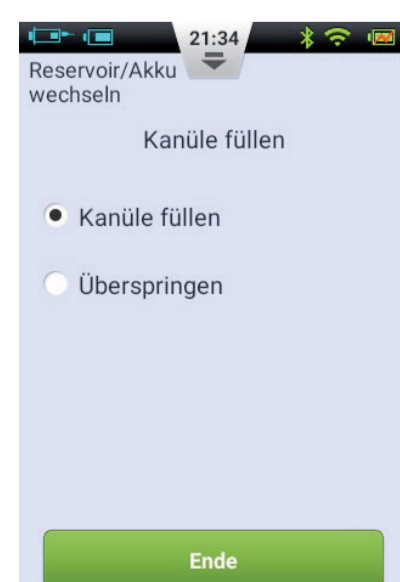 21:34
Reservoir/Akku
wechseln
Kanüle füllen
Kanüle füllen
Überspringen
Ende